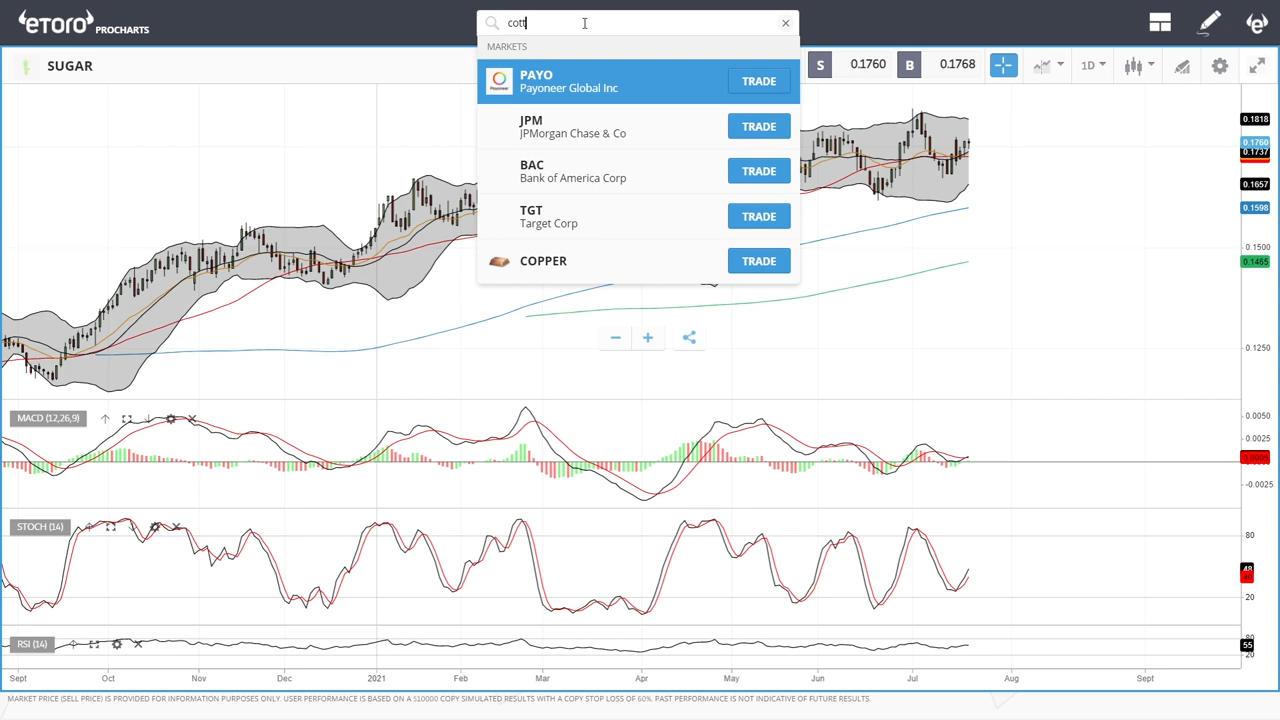 eToro PROCHARTS
cott
MARKETS
PAYO
Payoneer Global Inc
TRADE
JPM
JPMorgan Chase & Co
TRADE
BAC
Bank of America Corp
TRADE
TGT
Target Corp
TRADE
COPPER
TRADE
SUGAR
S 0.1760 B 0.1768 1D
0.1818
0.1760
0.1737
0.1657
0.1598
0.1500
0.1465
0.1250
MACD (12,26,9)
0.0050
0.0025
-0.0025
STOCH (14)
80
48
20
RSI (14)
55
20
Sept Oct Nov Dec 2021 Feb Mar Apr May Jun Jul Aug Sept
MARKET PRICE (SELL PRICE) IS PROVIDED FOR INFORMATION PURPOSES ONLY. USER PERFORMANCE IS BASED ON A $10000 COPY SIMULATED RESULTS WITH A COPY STOP LOSS OF 60%. PAST PERFORMANCE IS NOT INDICATIVE OF FUTURE RESULTS.